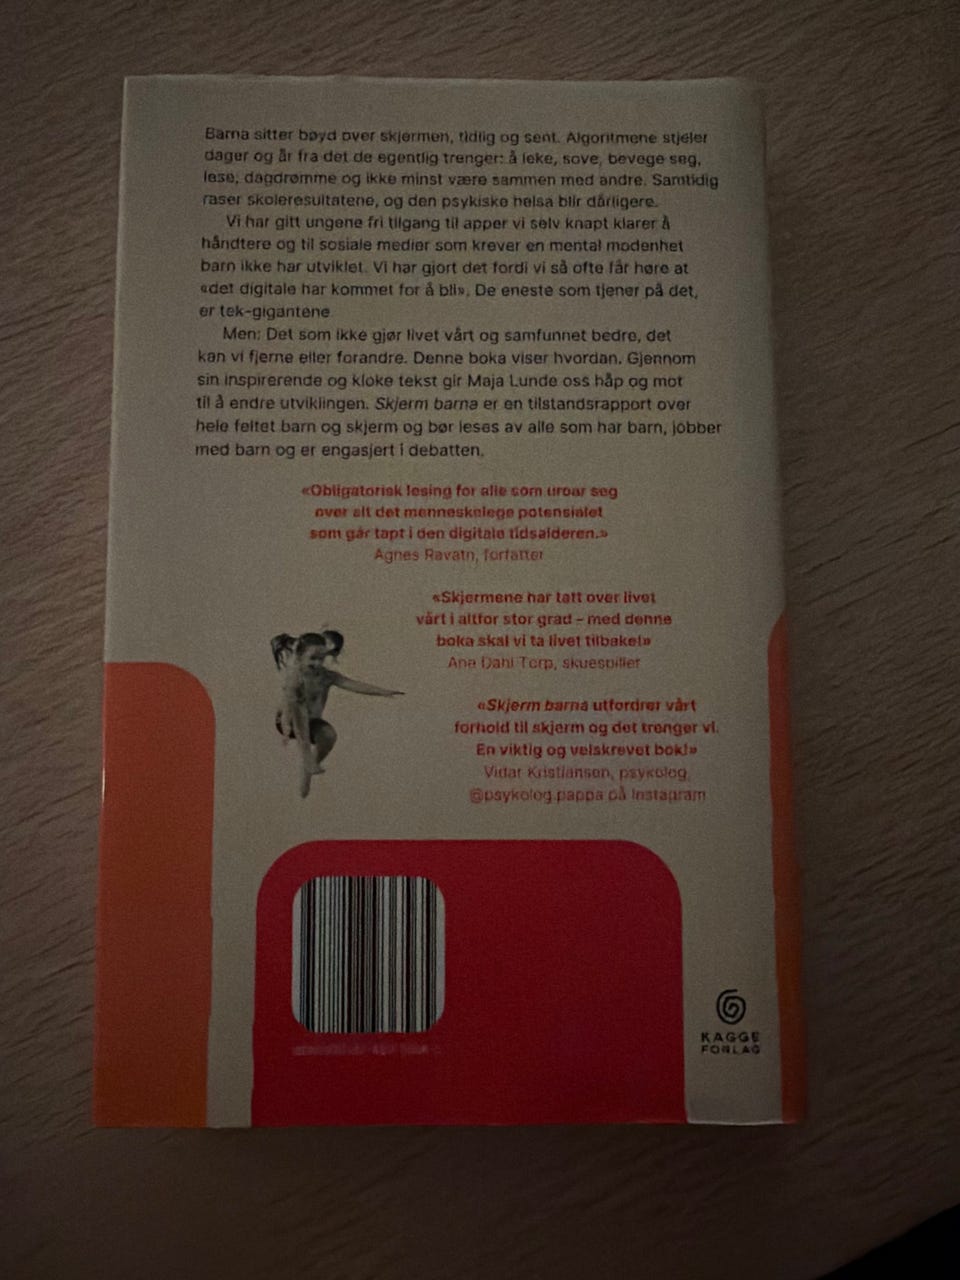 Barna sitter bøyd over skjermen, tidlig og sent. Algoritmene stjeler
dager og år fra det de egentlig trenger: å leke, sove, bevege seg,
lese, dagdrømme og ikke minst være sammen med andre. Samtidig
raser skoleresultatene, og den psykiske helsa blir dårligere.
Vi har gitt ungene fri tilgang til apper vi selv knapt klarer å
håndtere og til sosiale medier som krever en mental modenhet
barn ikke har utviklet. Vi har gjort det fordi vi så ofte får høre at
«det digitale har kommet for å bli». De eneste som tjener på det,
er tek-gigantene.
Men: Det som ikke gjør livet vårt og samfunnet bedre, det
kan vi fjerne eller forandre. Denne boka viser hvordan. Gjennom
sin inspirerende og kloke tekst gir Maja Lunde oss håp og mot
til å endre utviklingen. Skjerm barna er en tilstandsrapport over
hele feltet barn og skjerm og bør leses av alle som har barn, jobber
med barn og er engasjert i debatten.
«Obligatorisk lesing for alle som uroar seg
over alt det menneskelege potensialet
som går tapt i den digitale tidsalderen.»
Agnes Ravatn, forfatter
«Skjermene har tatt over livet
vårt i altfor stor grad – med denne
boka skal vi ta livet tilbake!»
Ane Dahl Torp, skuespiller
«Skjerm barna utfordrer vårt
forhold til skjerm og det trenger vi.
En viktig og velskrevet bok!»
Vidar Kristiansen, psykolog,
@psykolog.pappa på Instagram
KAGGE
FORLAG